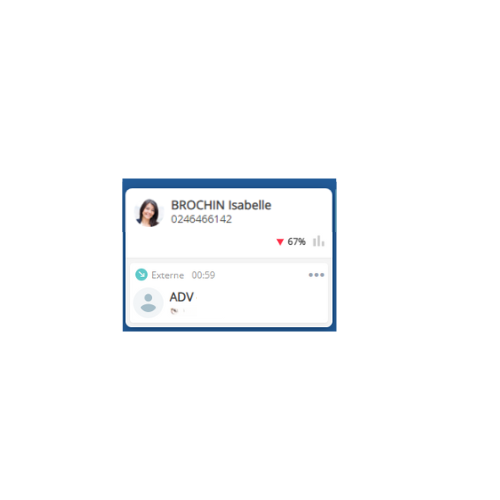 BROCHIN Isabelle
0246466142
▼ 67%
Externe 00:59
ADV